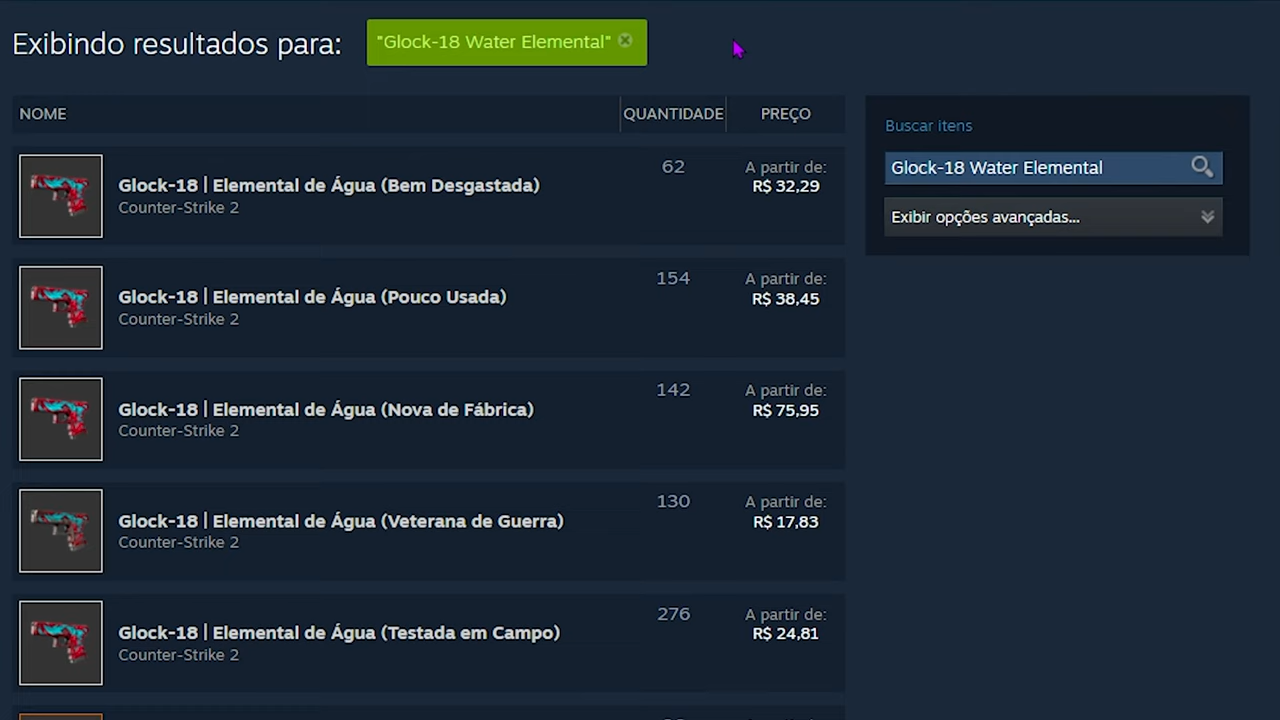 Exibindo resultados para: "Glock-18 Water Elemental"
NOME QUANTIDADE PREÇO
Glock-18 | Elemental de Água (Bem Desgastada)
Counter-Strike 2
62
A partir de:
R$ 32,29
Glock-18 | Elemental de Água (Pouco Usada)
Counter-Strike 2
154
A partir de:
R$ 38,45
Glock-18 | Elemental de Água (Nova de Fábrica)
Counter-Strike 2
142
A partir de:
R$ 75,95
Glock-18 | Elemental de Água (Veterana de Guerra)
Counter-Strike 2
130
A partir de:
R$ 17,83
Glock-18 | Elemental de Água (Testada em Campo)
Counter-Strike 2
276
A partir de:
R$ 24,81
Buscar itens
Glock-18 Water Elemental
Exibir opções avançadas...